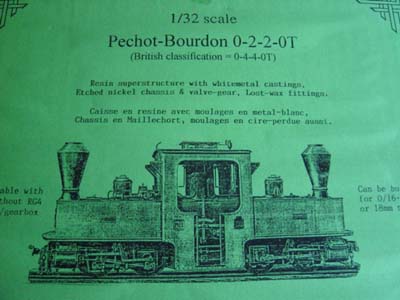 1/32 scale
Pechot-Bourdon 0-2-2-0T
(British classification = 0-4-4-0T)
Resin superstructure with whitemetal castings,
Etched nickel chassis & valve-gear, Lost-wax fittings.
Caisse en resine avec moulages en metal-blanc,
Chassis en Maillechort, moulages en cire-perdue aussi.
able with
hout RG4
/gearbox
Can be bu
for 0/16-
or 18mm t